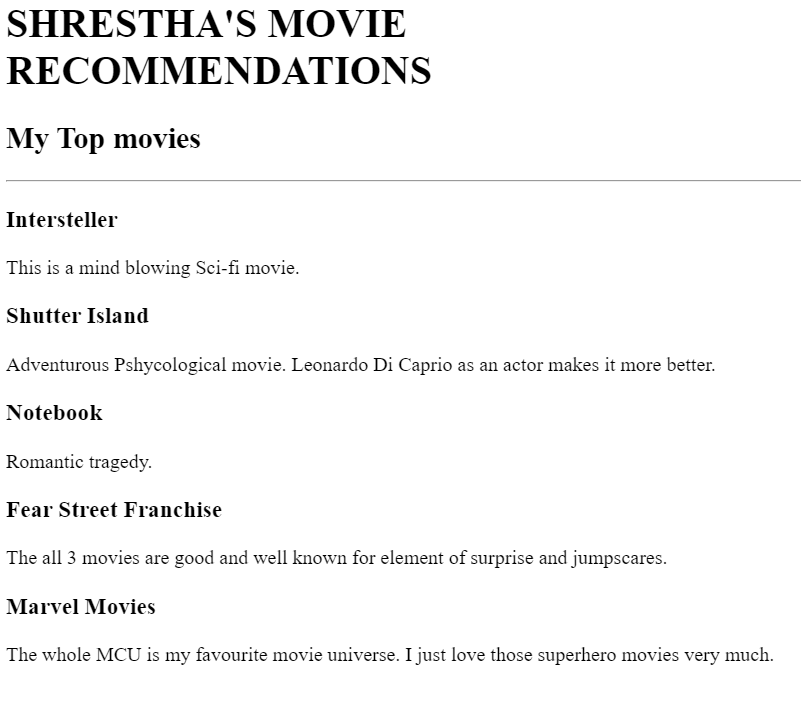 SHRESTHA'S MOVIE
RECOMMENDATIONS
My Top movies
Intersteller
This is a mind blowing Sci-fi movie.
Shutter Island
Adventurous Pshycological movie. Leonardo Di Caprio as an actor makes it more better.
Notebook
Romantic tragedy.
Fear Street Franchise
The all 3 movies are good and well known for element of surprise and jumpscares.
Marvel Movies
The whole MCU is my favourite movie universe. I just love those superhero movies very much.